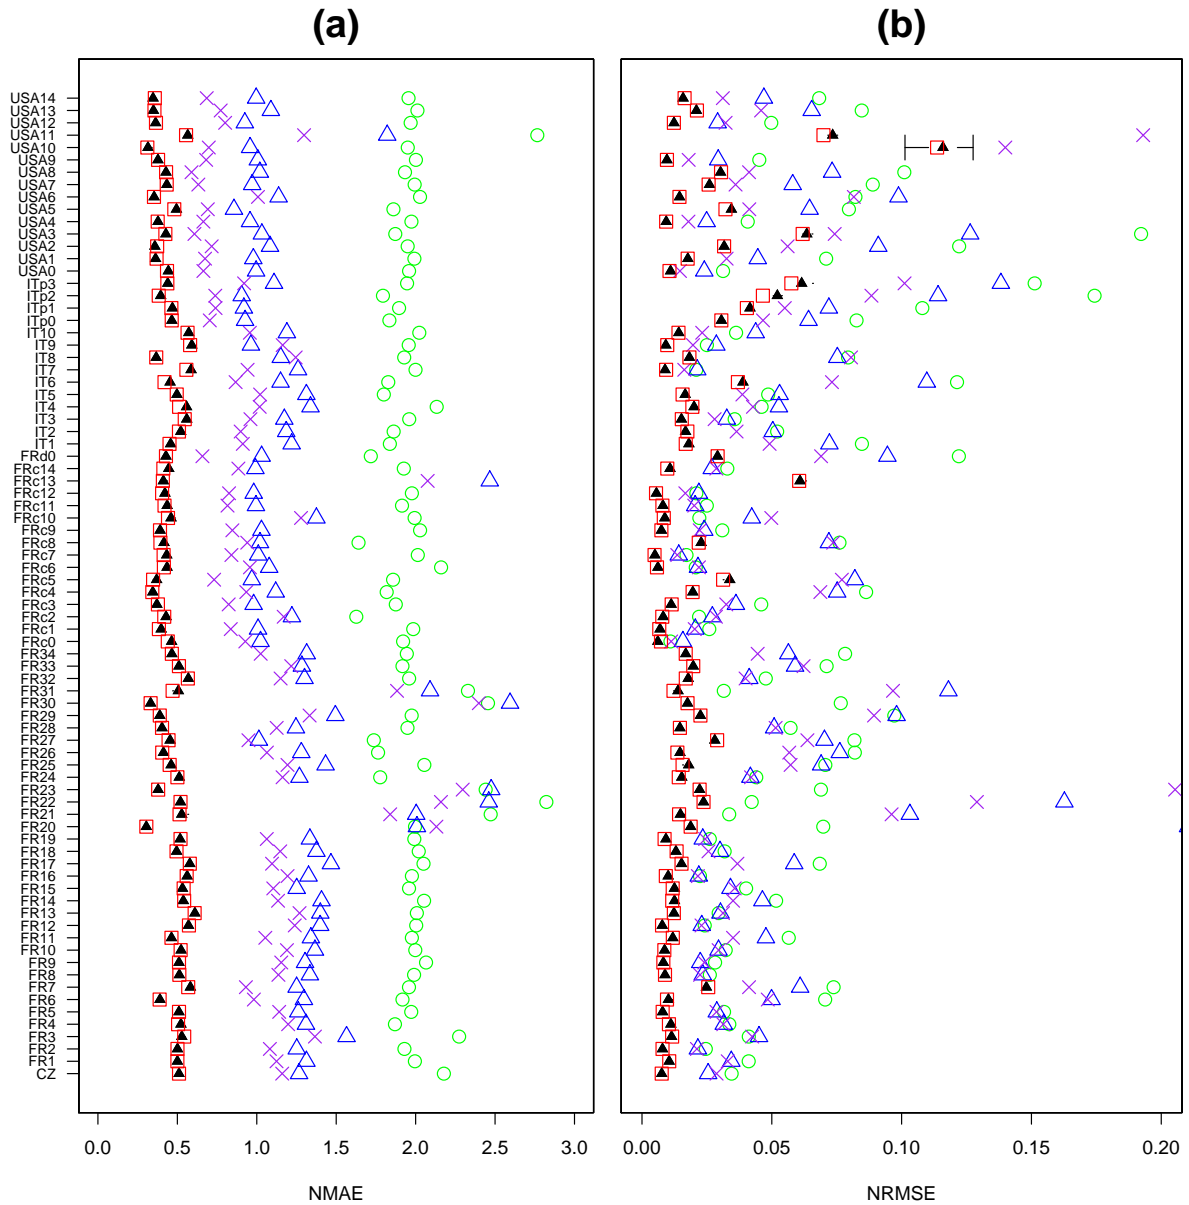 (a)
(b)
USA14
USA13
USA12
USA11
USA10
USA9
USA8
USA7
USA6
USA5
USA4
USA3
USA2
USA1
USA0
ITp3
ITp2
ITp1
ITp0
IT10
IT9
IT8
IT7
IT6
IT5
IT4
IT3
IT2
IT1
FRd0
FRc14
FRc13
FRc12
FRc11
FRc10
FRc9
FRc8
FRc7
FRc6
FRc5
FRc4
FRc3
FRc2
FRc1
FRc0
FR34
FR33
FR32
FR31
FR30
FR29
FR28
FR27
FR26
FR25
FR24
FR23
FR22
FR21
FR20
FR19
FR18
FR17
FR16
FR15
FR14
FR13
FR12
FR11
FR10
FR9
FR8
FR7
FR6
FR5
FR4
FR3
FR2
FR1
CZ
0.0 0.5 1.0 1.5 2.0 2.5 3.0
0.00 0.05 0.10 0.15 0.20
NMAE
NRMSE